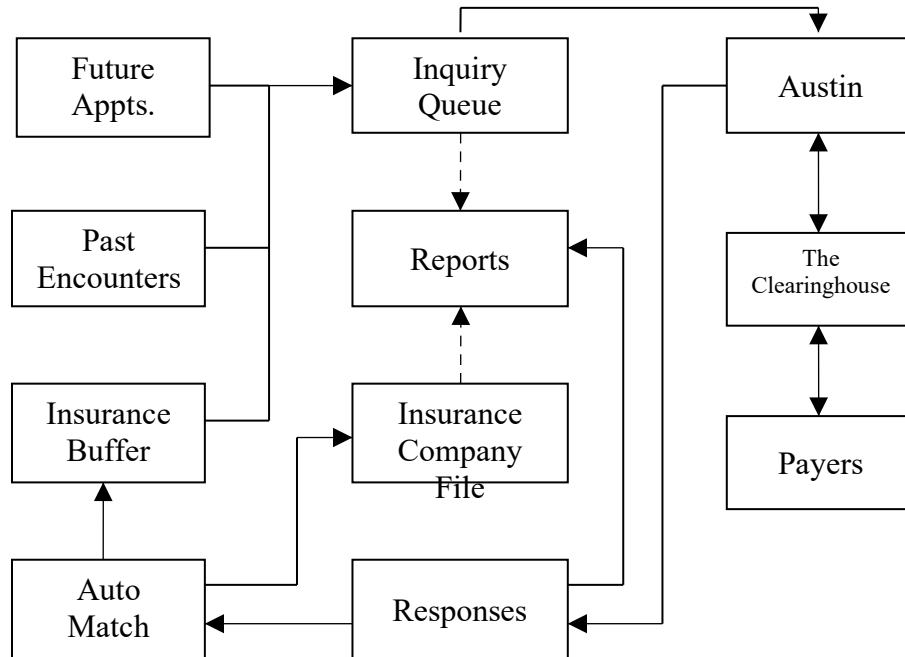 Future
Appts.
Inquiry
Queue
Austin
Past
Encounters
Reports
The
Clearinghouse
Insurance
Buffer
Insurance
Company
File
Payers
Auto
Match
Responses